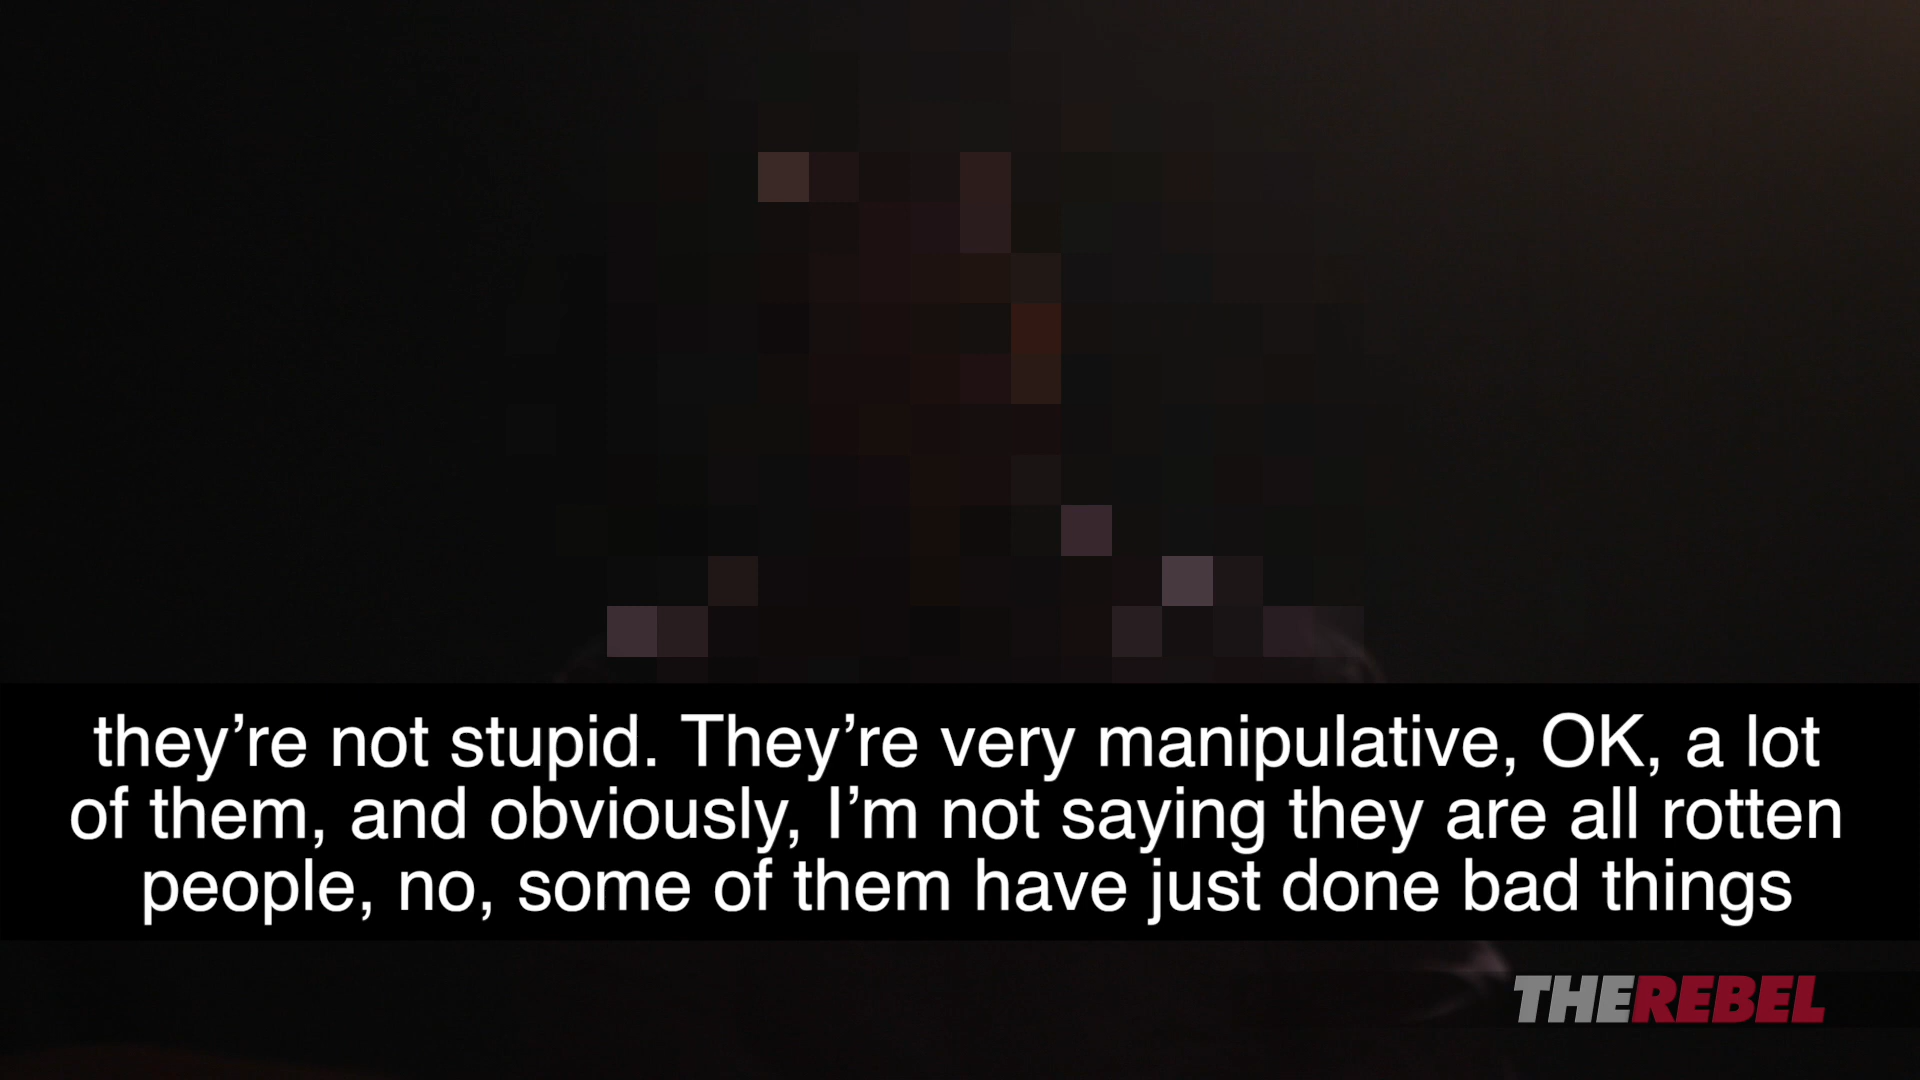 they’re not stupid. They’re very manipulative, OK, a lot
of them, and obviously, I’m not saying they are all rotten
people, no, some of them have just done bad things
THEREBEL